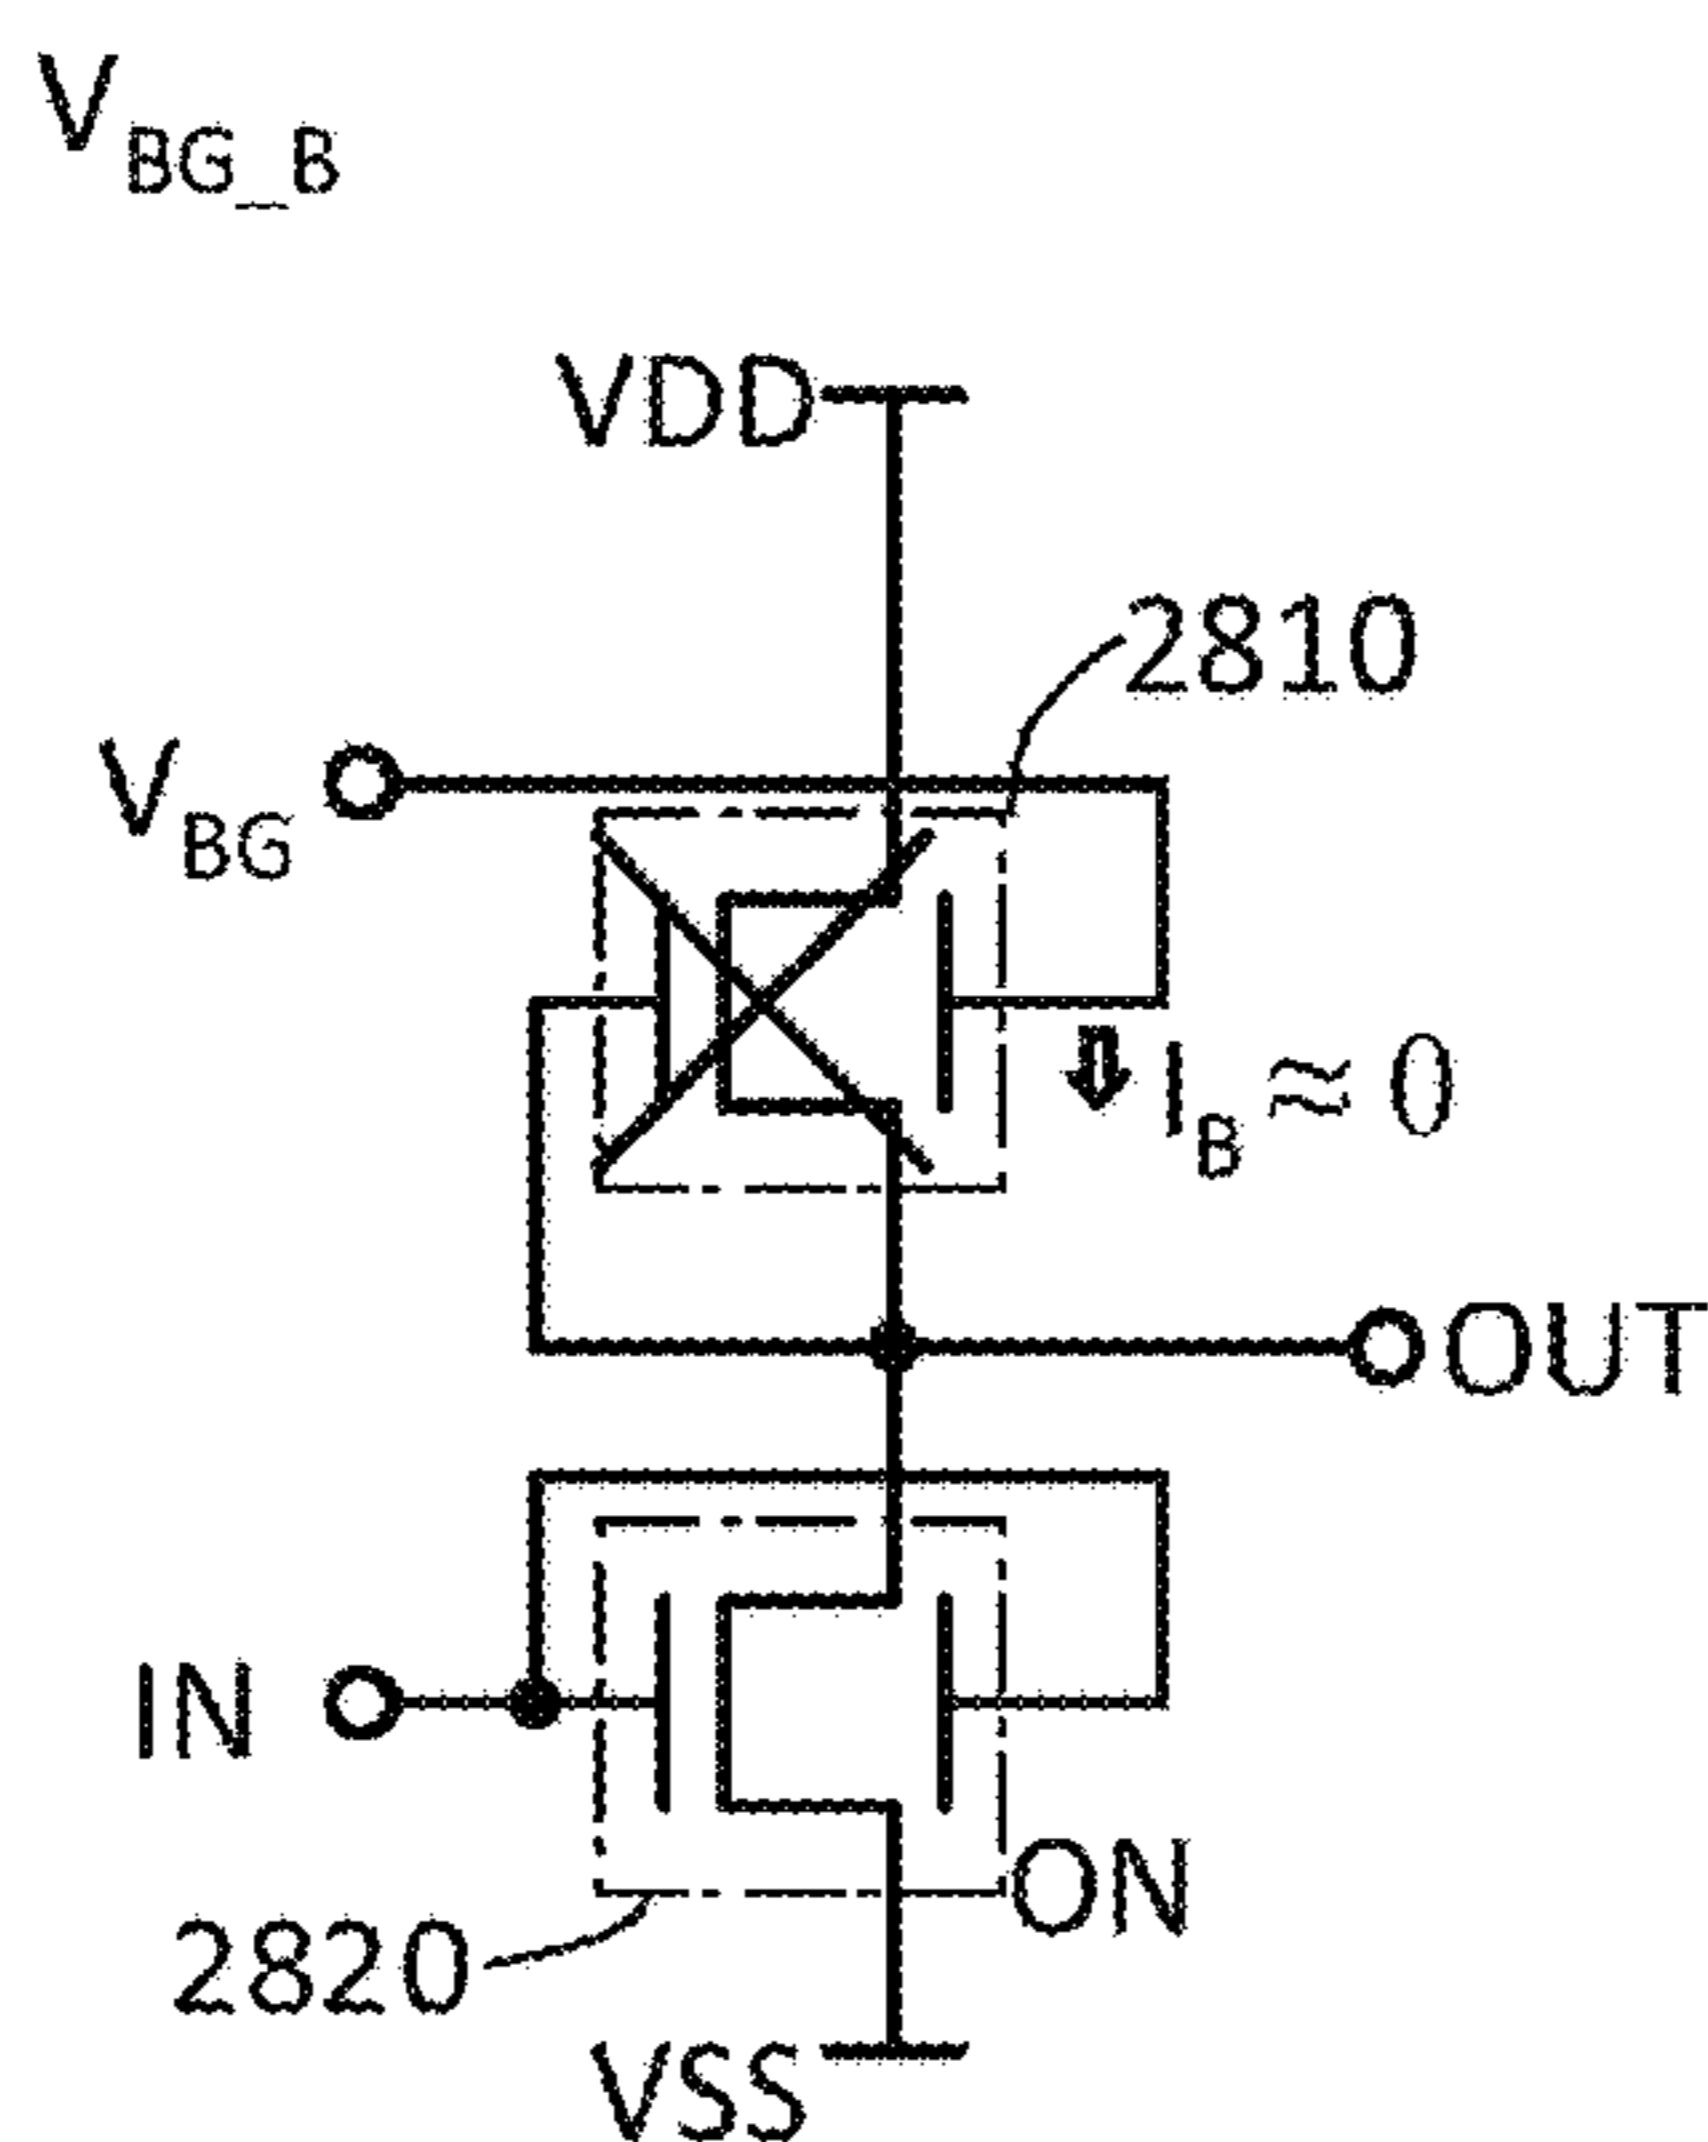 V_BG_B
VDD
2810
V_BG
I_B ≈ 0
OUT
IN
ON
2820
VSS